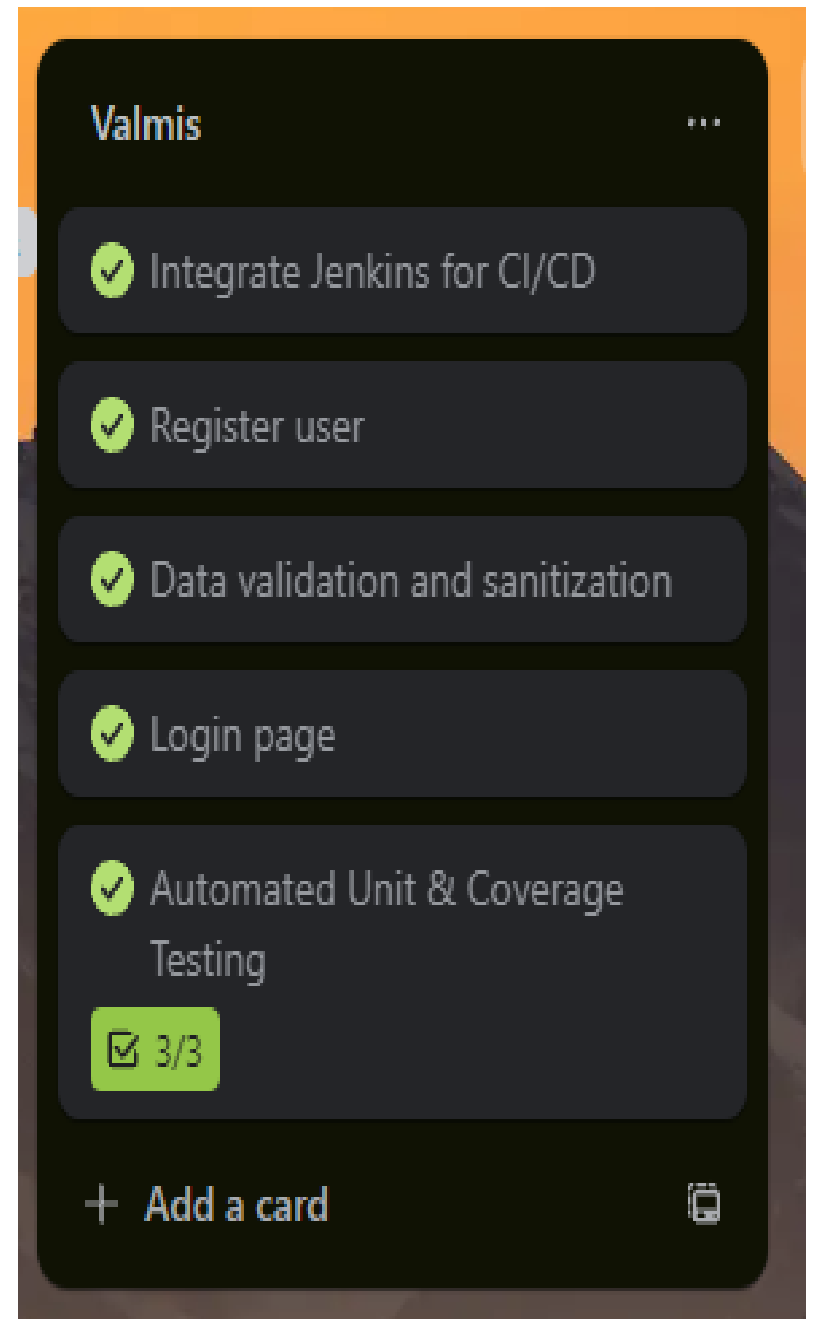 Valmis
Integrate Jenkins for CI/CD
Register user
Data validation and sanitization
Login page
Automated Unit & Coverage
Testing
3/3
Add a card